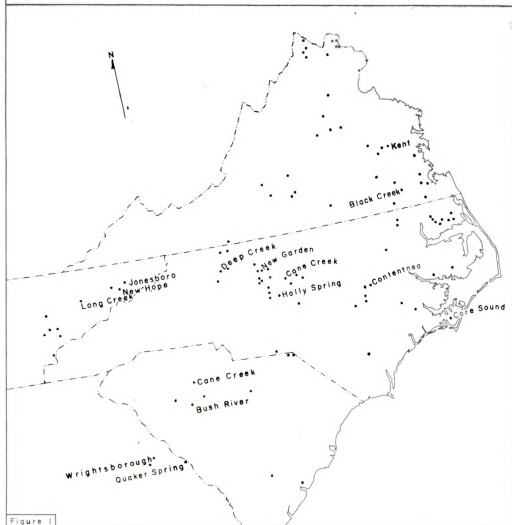 N
Kent
Black Creek
Deep Creek
New Garden
Cane Creek
Contentnea
Jonesboro
New Hope
Long Creek
Holly Spring
Core Sound
Cane Creek
Bush River
Wrightsborough
Quaker Spring
Figure 1